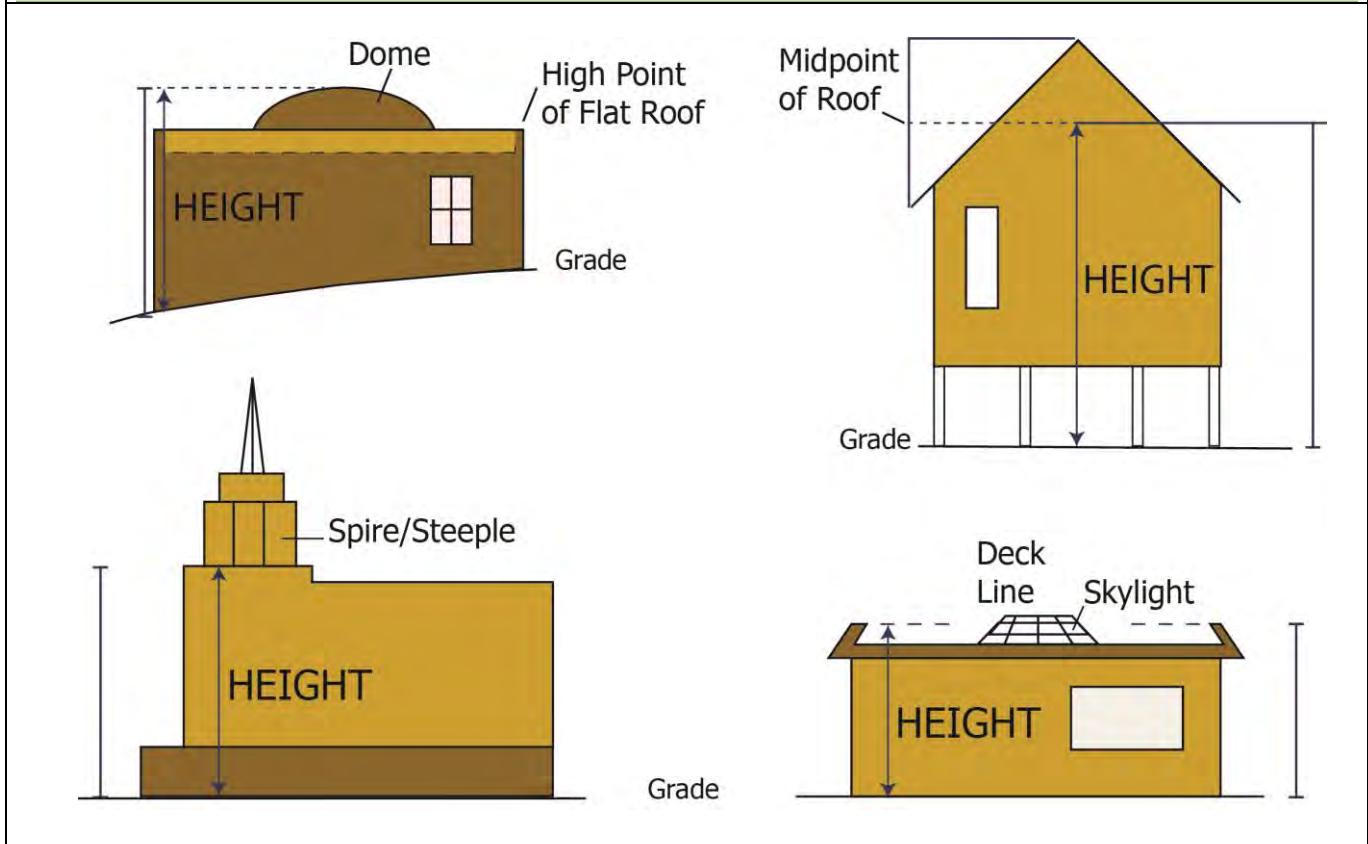 Dome
High Point
of Flat Roof
HEIGHT
Grade
Midpoint
of Roof
HEIGHT
Grade
Spire/Steeple
HEIGHT
Grade
Deck
Line
Skylight
HEIGHT